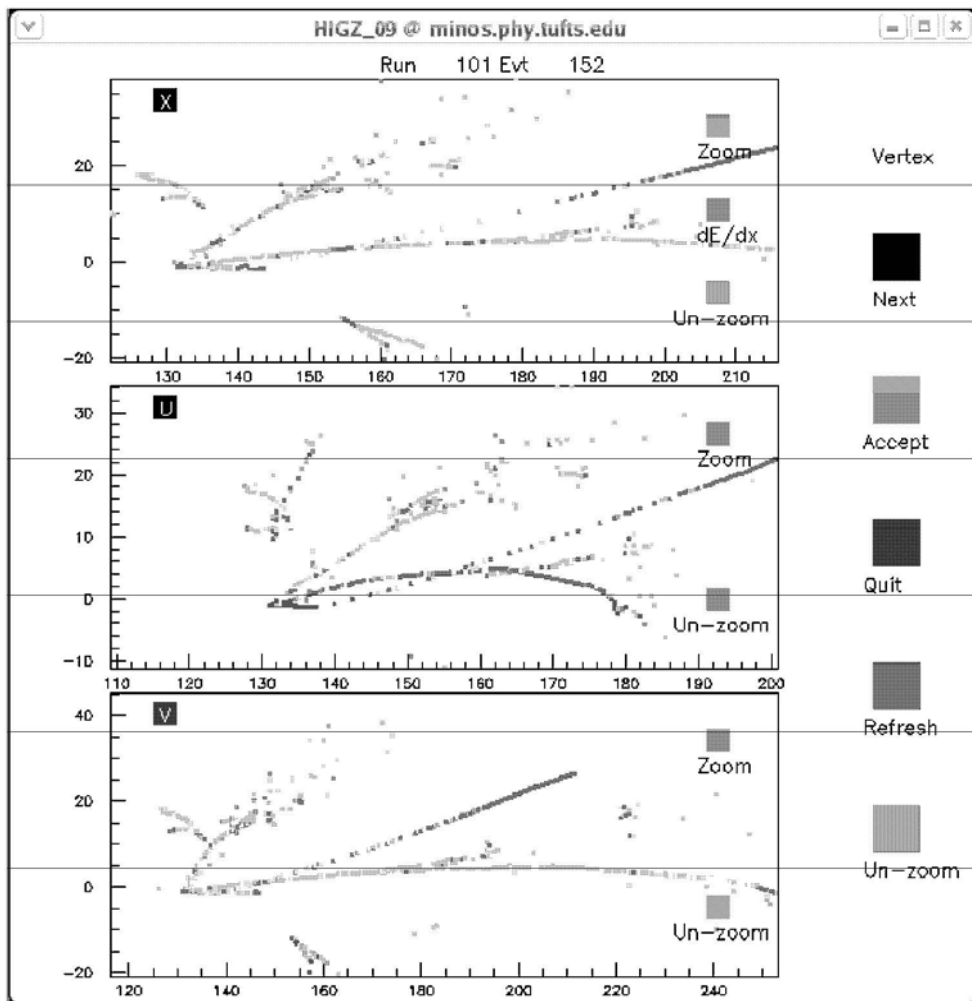 HIGZ_09 @ minos.phy.tufts.edu
Run 101 Evt 152
X
20
0
-20
130 140 150 160 170 180 190 200 210
Zoom
dE/dx
Un-zoom
U
30
20
10
0
-10
110 120 130 140 150 160 170 180 190 200
Zoom
Un-zoom
V
40
20
0
-20
120 140 160 180 200 220 240
Zoom
Un-zoom
Vertex
Next
Accept
Quit
Refresh
Un-zoom